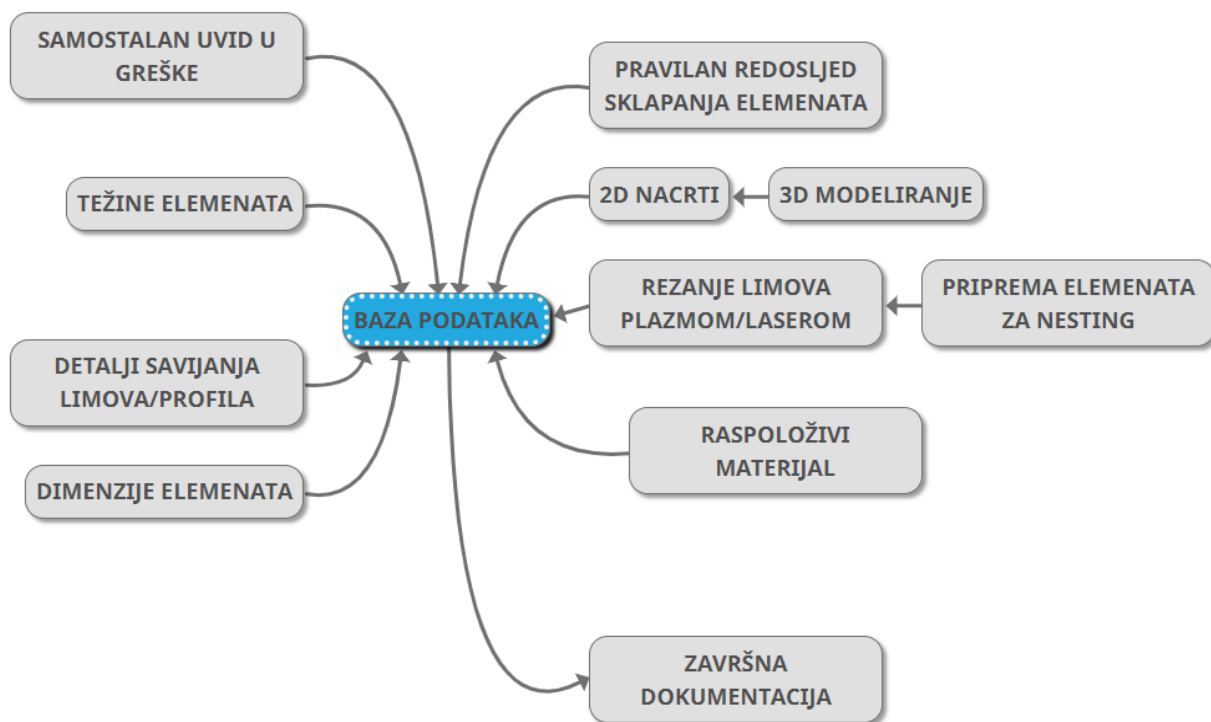 SAMOSTALAN UVID U
GREŠKE
PRAVILAN REDOSLJED
SKLAPANJA ELEMENATA
TEŽINE ELEMENATA
2D NACRTI
3D MODELIRANJE
BAZA PODATAKA
REZANJE LIMOVA
PLAZMOM/LASEROM
PRIPREMA ELEMENATA
ZA NESTING
DETALJI SAVIJANJA
LIMOVA/PROFILA
RASPOLOŽIVI
MATERIJAL
DIMENZIJE ELEMENATA
ZAVRŠNA
DOKUMENTACIJA